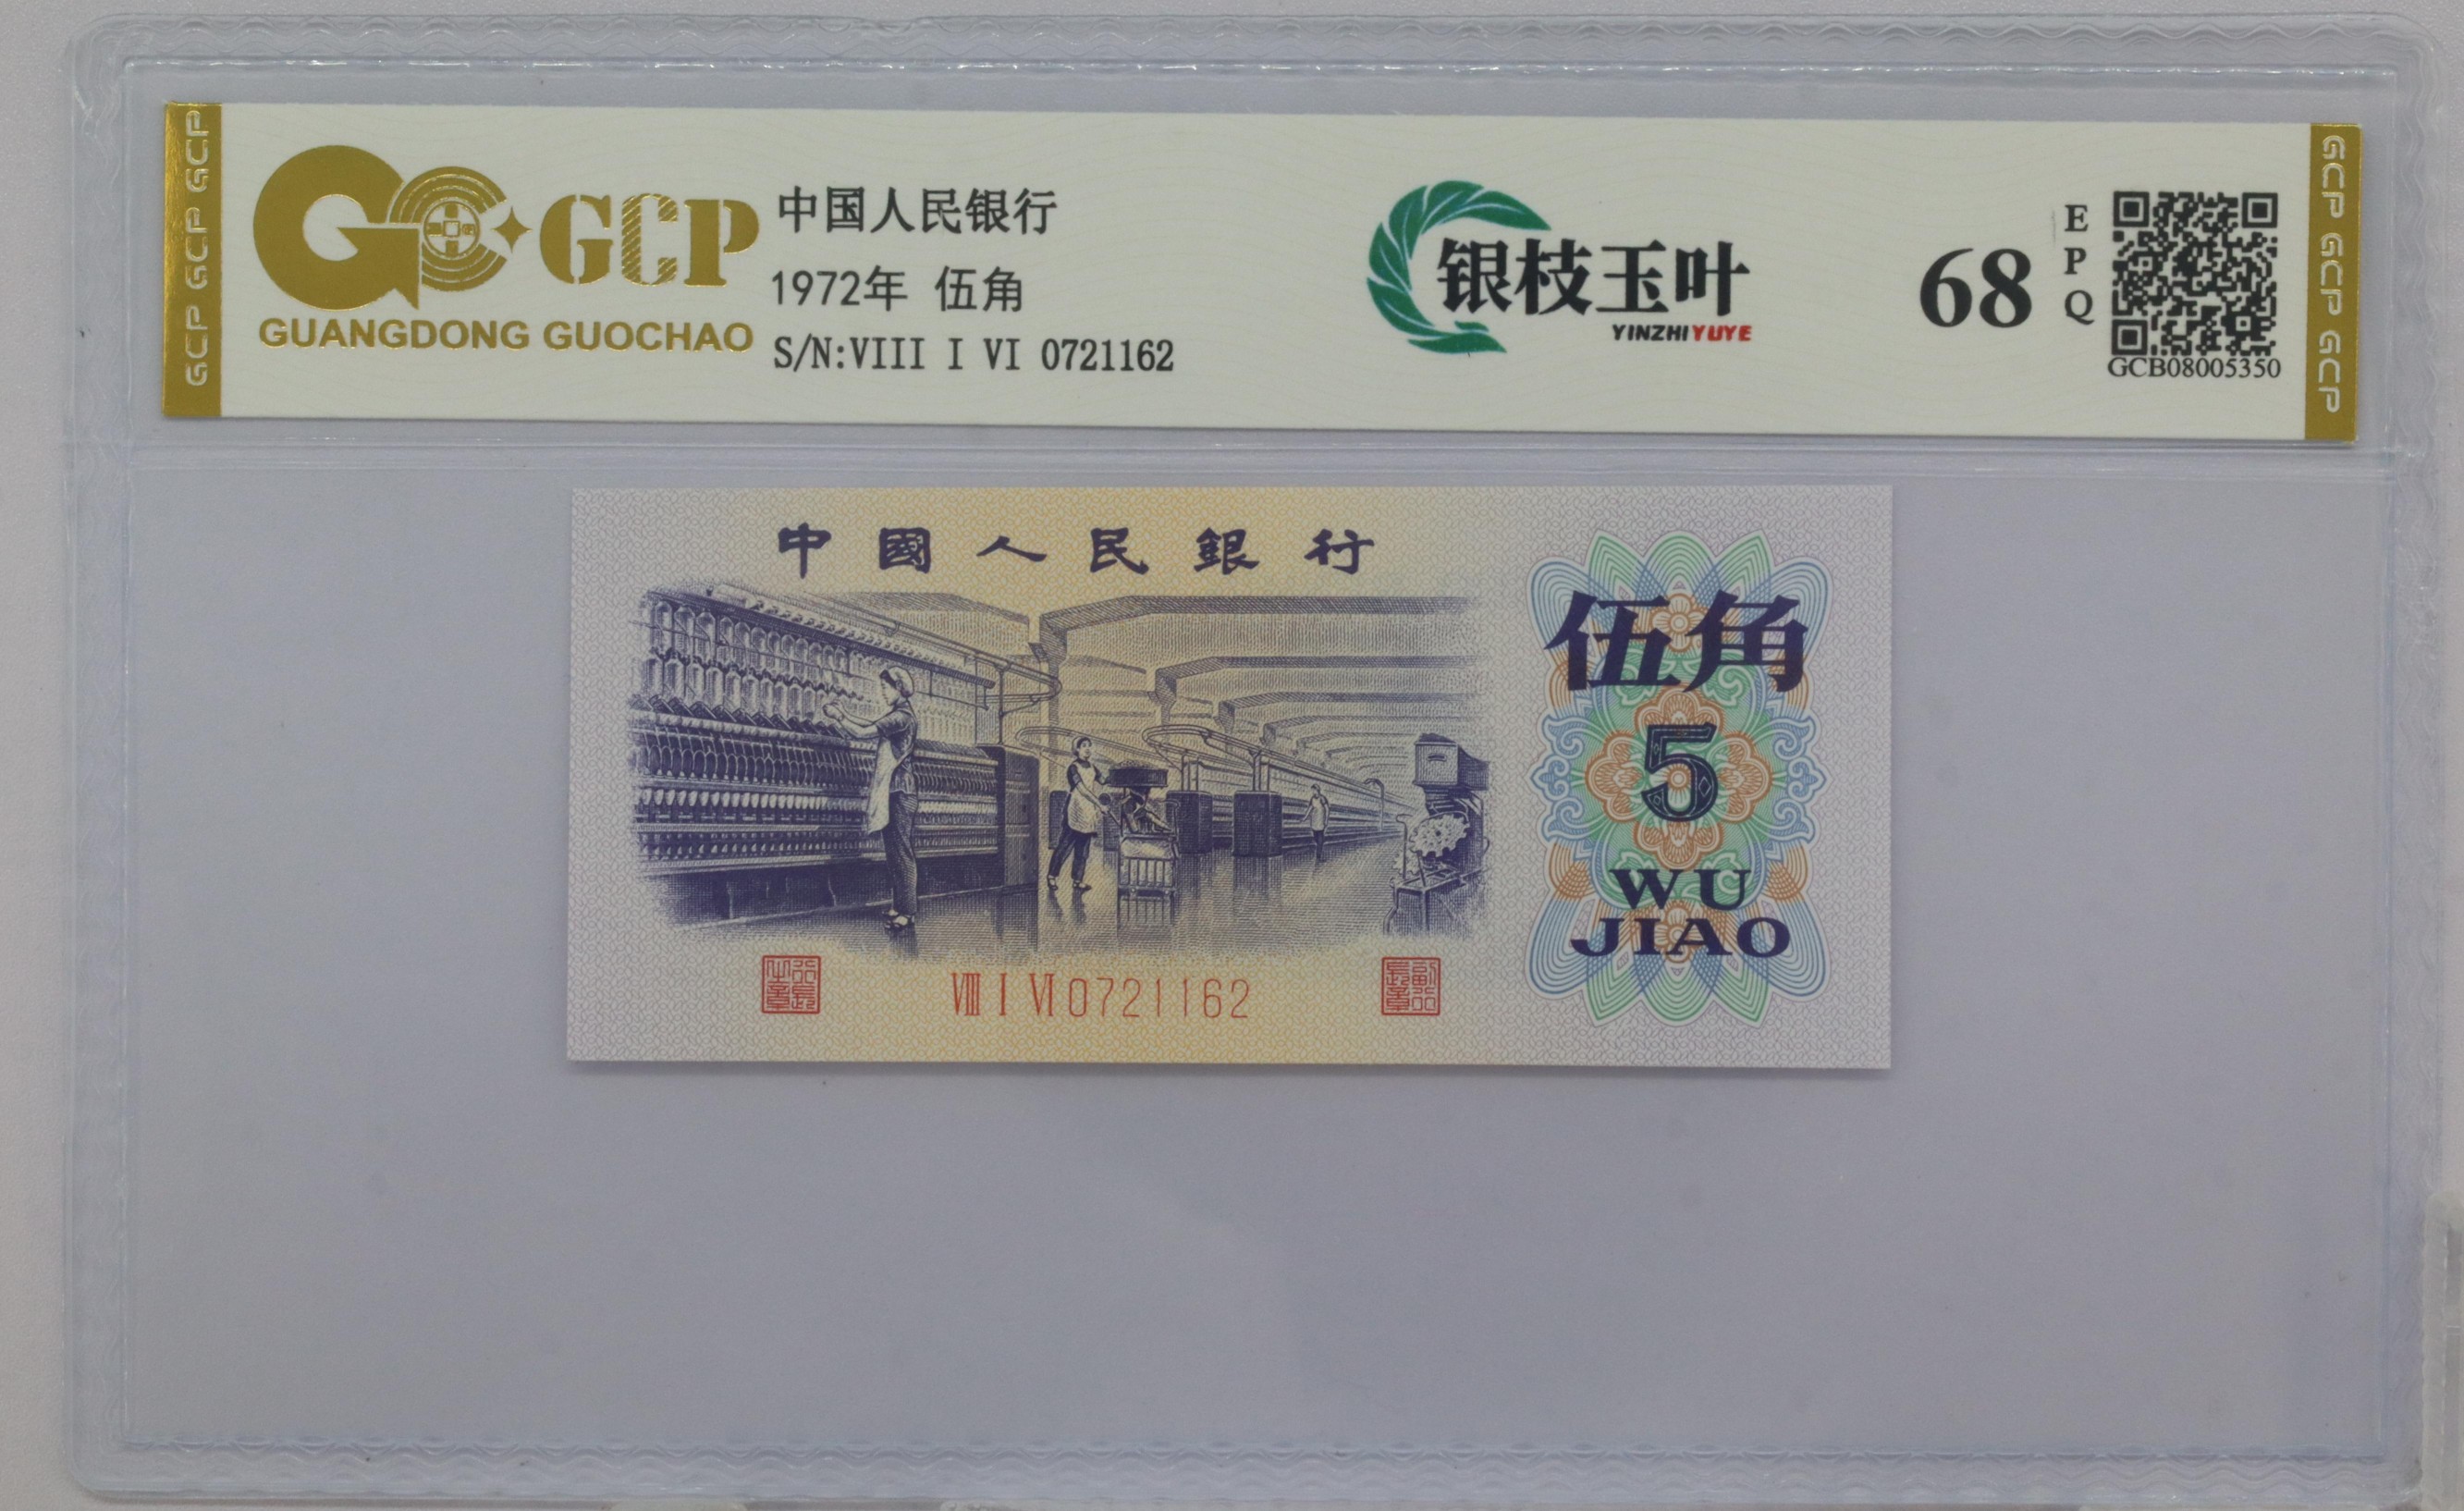 GCP GCP GCP
GCP
GUANGDONG GUOCHAO
中国人民银行
1972年 伍角
S/N:VIII I VI 0721162
银枝玉叶
YINZHIYUYE
68
EPQ
GCB08005350
GCP GCP GCP
中國人民銀行
伍角
5
WU
JIAO
VIII I VI 0721162